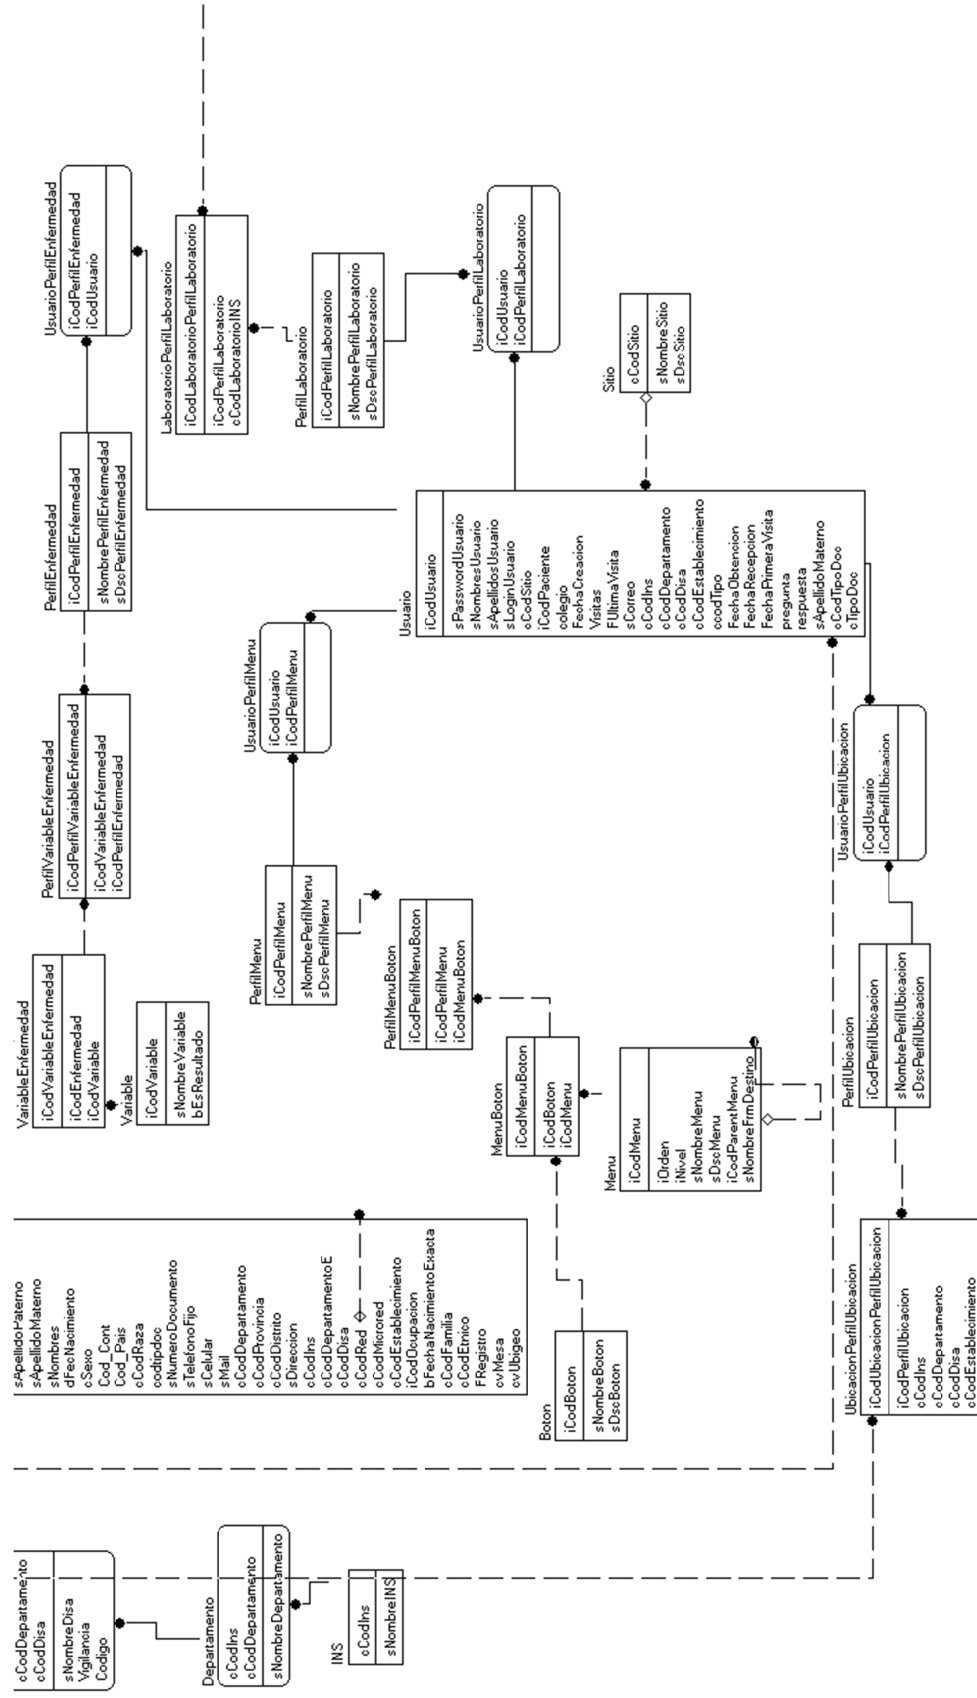 UsuarioPerfilEnfermedad
iCodPerfilEnfermedad
iCodUsuario
LaboratorioPerfilLaboratorio
iCodLaboratorioPerfilLaboratorio
iCodPerfilLaboratorio
cCodLaboratorioINS
PerfilLaboratorio
iCodPerfilLaboratorio
sNombrePerfilLaboratorio
sDscPerfilLaboratorio
UsuarioPerfilLaboratorio
iCodUsuario
iCodPerfilLaboratorio
Sitio
cCodSitio
sNombreSitio
sDscSitio
PerfilEnfermedad
iCodPerfilEnfermedad
sNombrePerfilEnfermedad
sDscPerfilEnfermedad
Usuario
iCodUsuario
sPasswordUsuario
sNombresUsuario
sApellidosUsuario
sLoginUsuario
cCodSitio
iCodPaciente
colegio
FechaCreacion
Visitas
FUltimaVisita
sCorreo
cCodIns
cCodDepartamento
cCodDisa
cCodEstablecimiento
ccodTipo
FechaObtencion
FechaRecepcion
FechaPrimeraVisita
pregunta
respuesta
sApellidoMaterno
cCodTipoDoc
cTipoDoc
PerfilVariableEnfermedad
iCodPerfilVariableEnfermedad
iCodVariableEnfermedad
iCodPerfilEnfermedad
UsuarioPerfilMenu
iCodUsuario
iCodPerfilMenu
UsuarioPerfilUbicacion
iCodUsuario
iCodPerfilUbicacion
VariableEnfermedad
iCodVariableEnfermedad
iCodEnfermedad
iCodVariable
Variable
iCodVariable
sNombreVariable
bEsResultado
PerfilMenu
iCodPerfilMenu
sNombrePerfilMenu
sDscPerfilMenu
PerfilMenuBoton
iCodPerfilMenuBoton
iCodPerfilMenu
iCodMenuBoton
MenuBoton
iCodMenuBoton
iCodBoton
iCodMenu
Menu
iCodMenu
iOrden
iNivel
sNombreMenu
sDscMenu
iCodParentMenu
sNombreFrmDestino
PerfilUbicacion
iCodPerfilUbicacion
sNombrePerfilUbicacion
sDscPerfilUbicacion
sApellidoPaterno
sApellidoMaterno
sNombres
dFecNacimiento
cSexo
Cod_Cont
Cod_Pais
cCodRaza
codipdoc
sNumeroDocumento
sTelefonoFijo
sCelular
sMail
cCodDepartamento
cCodProvincia
cCodDistrito
sDireccion
cCodIns
cCodDepartamentoE
cCodDisa
cCodRed
cCodMicrored
cCodEstablecimiento
iCodOcupacion
bFechaNacimientoExacta
cCodFamilia
cCodEtnico
FRegistro
cvMesa
cvUbigeo
Boton
iCodBoton
sNombreBoton
sDscBoton
UbicacionPerfilUbicacion
iCodUbicacionPerfilUbicacion
iCodPerfilUbicacion
cCodIns
cCodDepartamento
cCodDisa
cCodEstablecimiento
cCodDepartamento
cCodDisa
sNombreDisa
Vigilancia
Codigo
Departamento
cCodIns
cCodDepartamento
sNombreDepartamento
INS
cCodIns
sNombreINS